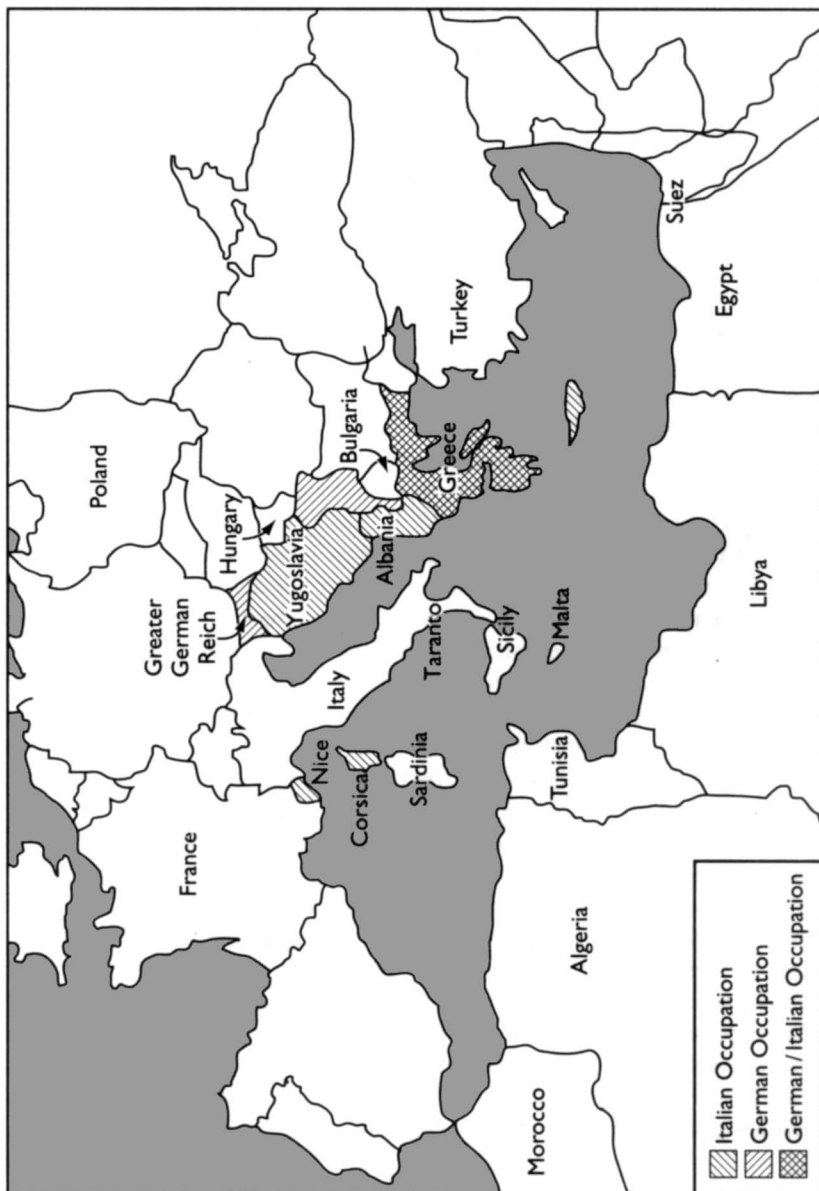 Poland
Greater
German
Reich
Hungary
France
Yugoslavia
Bulgaria
Italy
Nice
Albania
Turkey
Corsical
Greece
Taranto
Sardinia
Sicily
Malta
Suez
Tunisia
Algeria
Morocco
Libya
Egypt
Italian Occupation
German Occupation
German / Italian Occupation